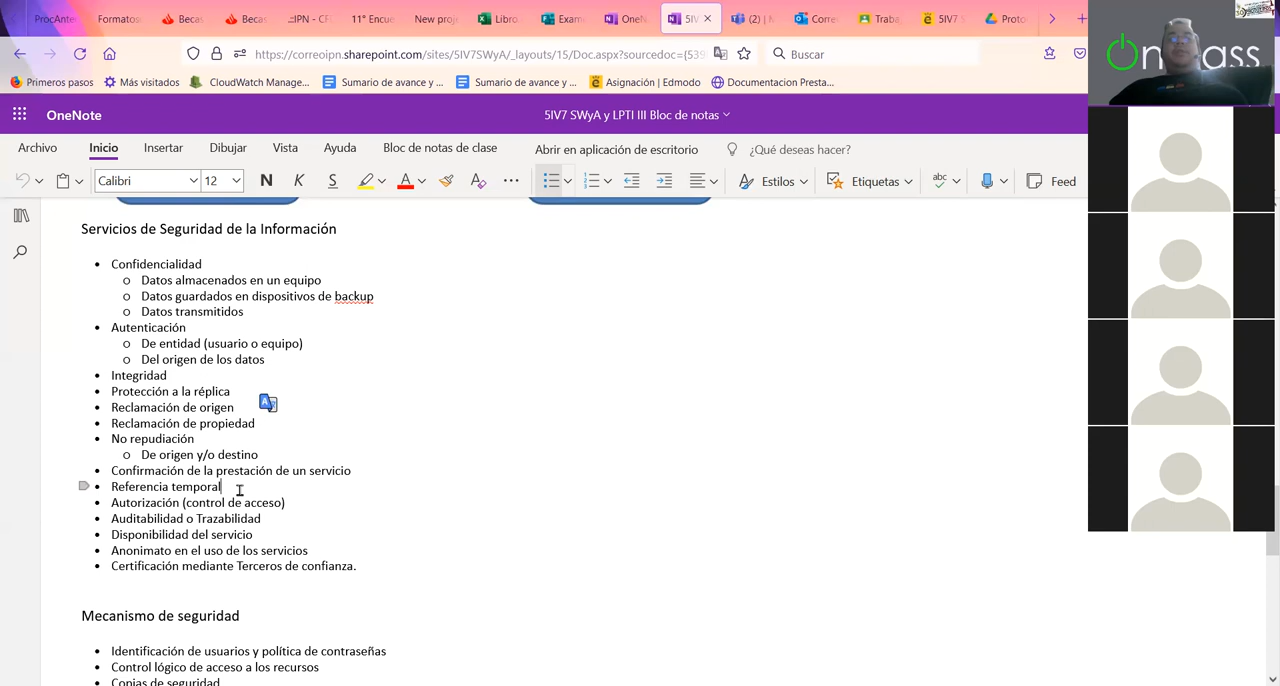 ProcAnte
Formatos
Becas
Becas
.::IPN - CF
11° Encue
New proj
Libro
Exame
OneN
5IV
(2) | M
Corre
Traba
5IV7 S
Proto
https://correoipn.sharepoint.com/sites/5IV7SWyA/_layouts/15/Doc.aspx?sourcedoc={539
Buscar
Primeros pasos
Más visitados
CloudWatch Manage...
Sumario de avance y ...
Sumario de avance y ...
Asignación | Edmodo
Documentacion Presta...
OneNote
5IV7 SWyA y LPTI III Bloc de notas
Archivo
Inicio
Insertar
Dibujar
Vista
Ayuda
Bloc de notas de clase
Abrir en aplicación de escritorio
¿Qué deseas hacer?
Calibri
12
N
K
S
A
A
...
Estilos
Etiquetas
abc
Feed
Servicios de Seguridad de la Información
Confidencialidad
Datos almacenados en un equipo
Datos guardados en dispositivos de backup
Datos transmitidos
Autenticación
De entidad (usuario o equipo)
Del origen de los datos
Integridad
Protección a la réplica
Reclamación de origen
Reclamación de propiedad
No repudiación
De origen y/o destino
Confirmación de la prestación de un servicio
Referencia temporal
Autorización (control de acceso)
Auditabilidad o Trazabilidad
Disponibilidad del servicio
Anonimato en el uso de los servicios
Certificación mediante Terceros de confianza.
Mecanismo de seguridad
Identificación de usuarios y política de contraseñas
Control lógico de acceso a los recursos
Copias de seguridad